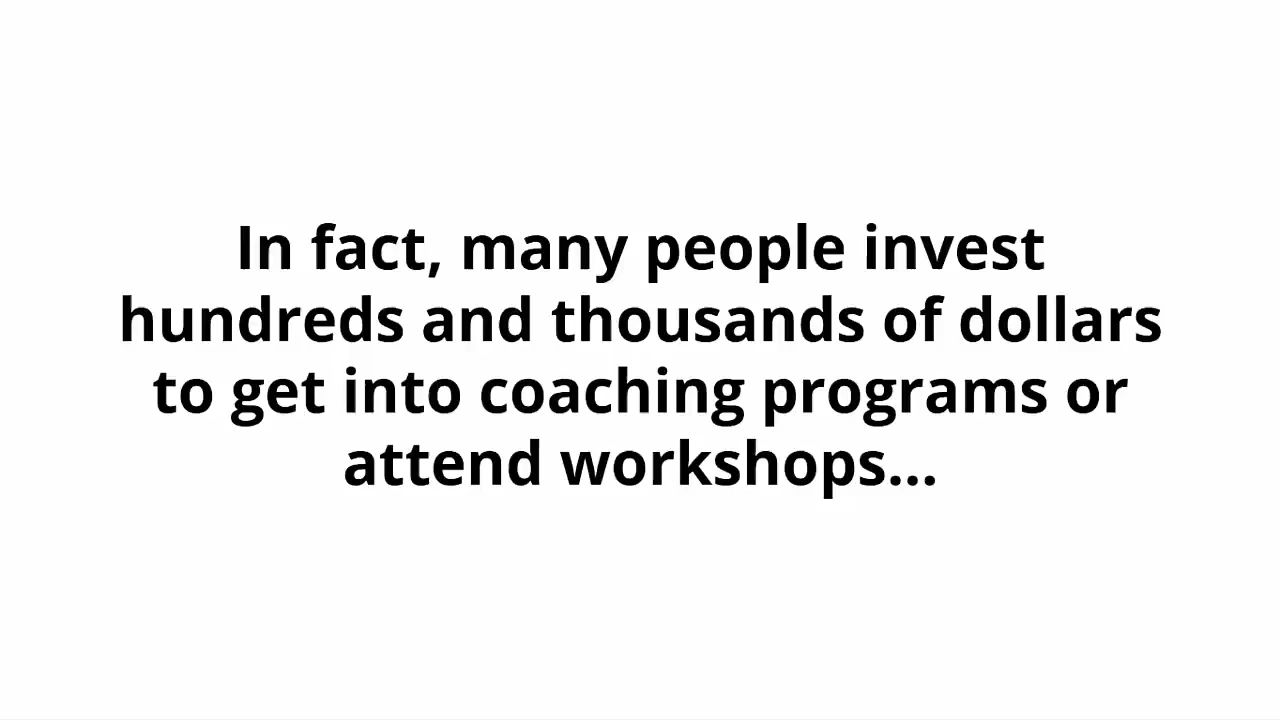 In fact, many people invest
hundreds and thousands of dollars
to get into coaching programs or
attend workshops...